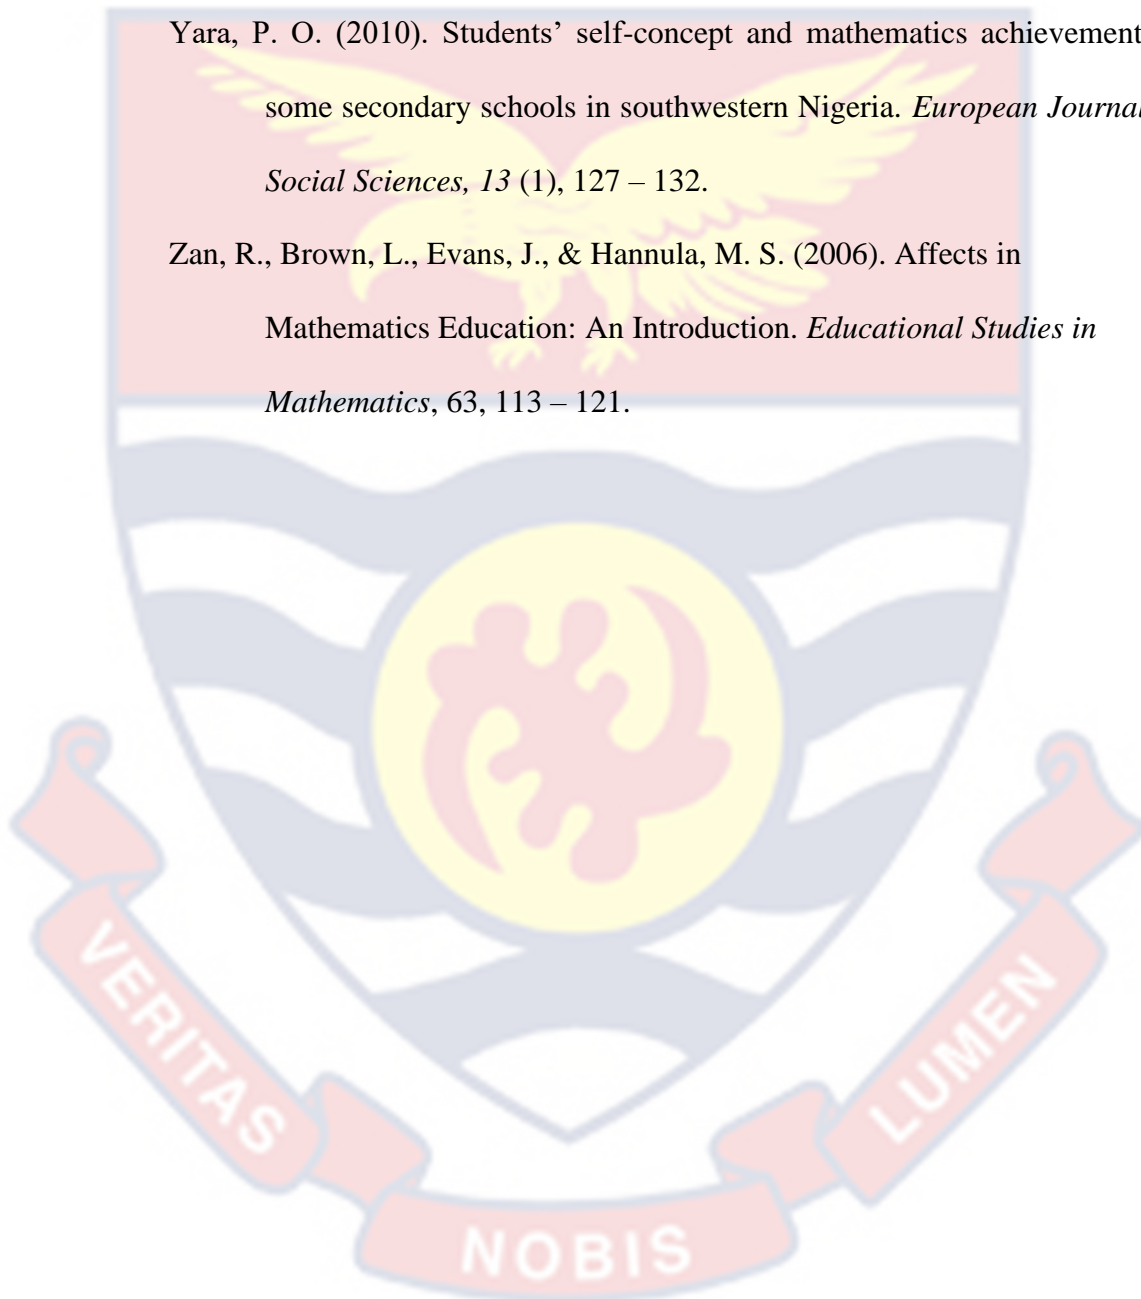 Yara, P. O. (2010). Students’ self-concept and mathematics achievement
some secondary schools in southwestern Nigeria. European Journal
Social Sciences, 13 (1), 127 – 132.
Zan, R., Brown, L., Evans, J., & Hannula, M. S. (2006). Affects in
Mathematics Education: An Introduction. Educational Studies in
Mathematics, 63, 113 – 121.
VERITAS
NOBIS
LUMEN